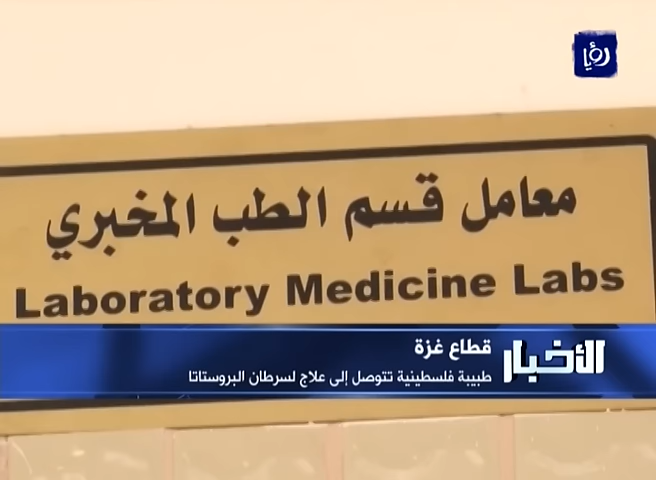 رؤيا
معامل قسم الطب المخبري
Laboratory Medicine Labs
الأخبار
قطاع غزة
طبيبة فلسطينية تتوصل إلى علاج لسرطان البروستاتا